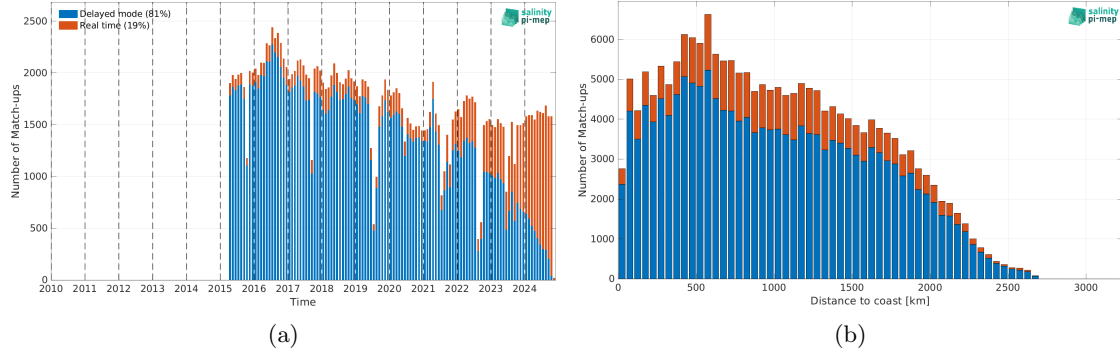 Delayed mode (81%)
Real time (19%)
salinity
pi-mep
Number of Match-ups
2500
2000
1500
1000
500
0
2010 2011 2012 2013 2014 2015 2016 2017 2018 2019 2020 2021 2022 2023 2024
Time
(a)
salinity
pi-mep
Number of Match-ups
6000
5000
4000
3000
2000
1000
0
0 500 1000 1500 2000 2500 3000
Distance to coast [km]
(b)